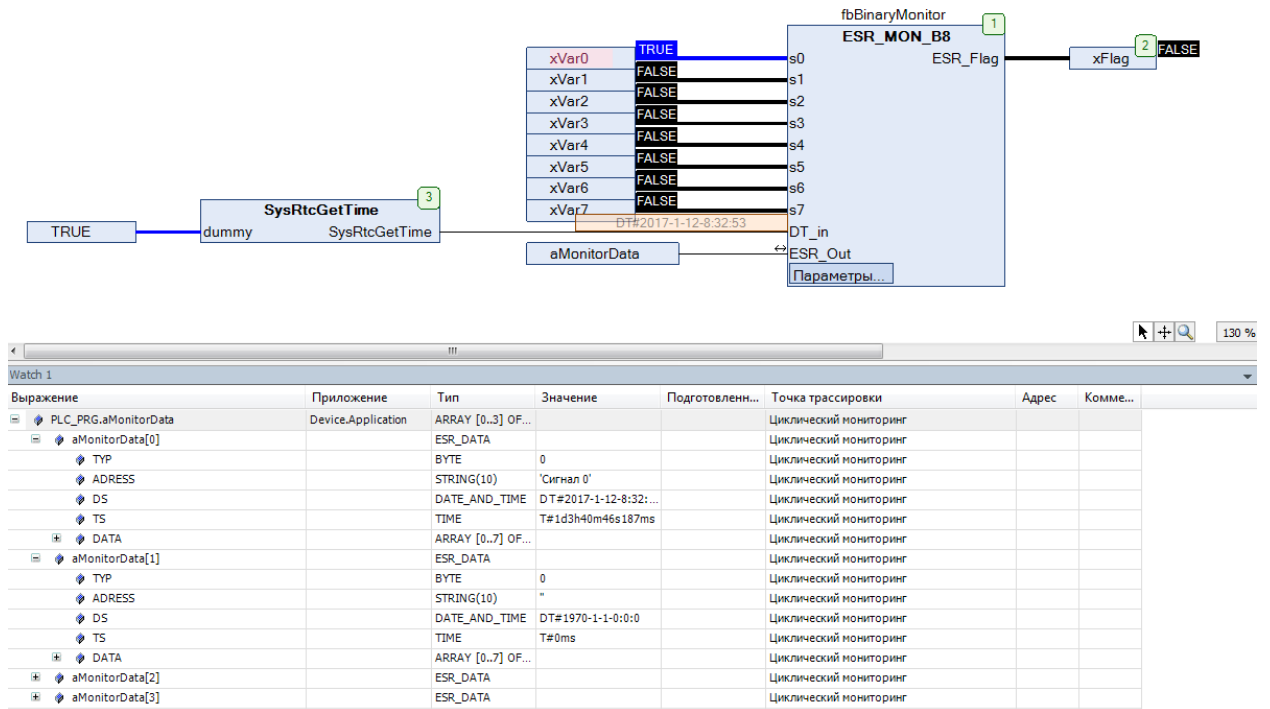 fbBinaryMonitor
1
ESR_MON_B8
2
xVar0 TRUE s0 ESR_Flag xFlag FALSE
xVar1 FALSE s1
xVar2 FALSE s2
xVar3 FALSE s3
xVar4 FALSE s4
xVar5 FALSE s5
xVar6 FALSE s6
xVar7 FALSE s7
3
SysRtcGetTime
DT#2017-1-12-8:32:53
TRUE dummy SysRtcGetTime DT_in
aMonitorData ESR_Out
Параметры...
130 %
Watch 1
Выражение Приложение Тип Значение Подготовленн... Точка трассировки Адрес Комме...
PLC_PRG.aMonitorData Device.Application ARRAY [0..3] OF... Циклический мониторинг
aMonitorData[0] ESR_DATA Циклический мониторинг
TYP BYTE 0 Циклический мониторинг
ADRESS STRING(10) 'Сигнал 0' Циклический мониторинг
DS DATE_AND_TIME DT#2017-1-12-8:32:... Циклический мониторинг
TS TIME T#1d3h40m46s187ms Циклический мониторинг
DATA ARRAY [0..7] OF... Циклический мониторинг
aMonitorData[1] ESR_DATA Циклический мониторинг
TYP BYTE 0 Циклический мониторинг
ADRESS STRING(10) '' Циклический мониторинг
DS DATE_AND_TIME DT#1970-1-1-0:0:0 Циклический мониторинг
TS TIME T#0ms Циклический мониторинг
DATA ARRAY [0..7] OF... Циклический мониторинг
aMonitorData[2] ESR_DATA Циклический мониторинг
aMonitorData[3] ESR_DATA Циклический мониторинг